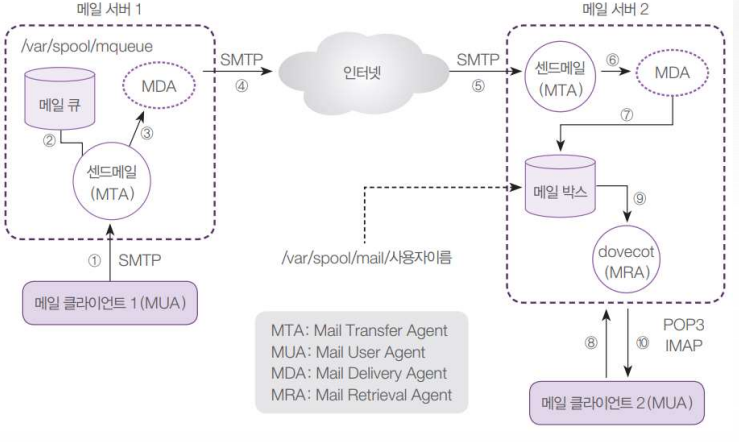 메일 서버 1
/var/spool/mqueue
메일 큐
MDA
②
③
센드메일
(MTA)
① SMTP
메일 클라이언트 1(MUA)
SMTP
④
인터넷
SMTP
⑤
메일 서버 2
센드메일
(MTA)
⑥
MDA
⑦
메일 박스
⑨
dovecot
(MRA)
/var/spool/mail/사용자이름
⑧
⑩
POP3
IMAP
메일 클라이언트 2(MUA)
MTA: Mail Transfer Agent
MUA: Mail User Agent
MDA: Mail Delivery Agent
MRA: Mail Retrieval Agent